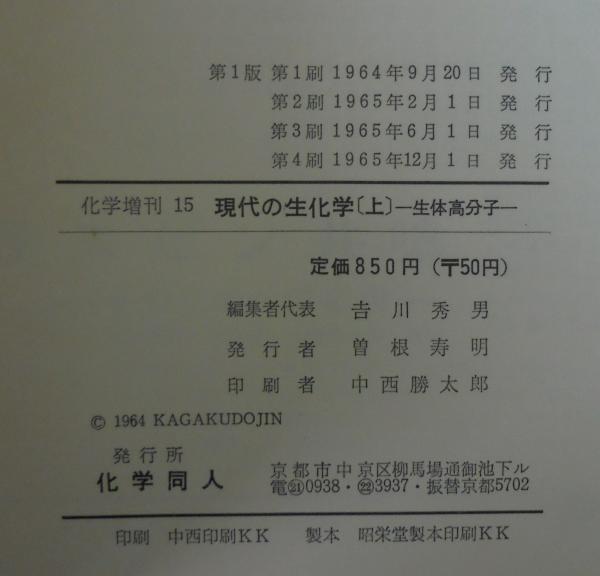 第1版 第1刷 1964年9月20日 発行
第2刷 1965年2月1日 発行
第3刷 1965年6月1日 発行
第4刷 1965年12月1日 発行
化学増刊 15 現代の生化学〔上〕―生体高分子―
定価850円（〒50円）
編集者代表 吉川秀男
発行者 曽根寿明
印刷者 中西勝太郎
© 1964 KAGAKUDOJIN
発行所
化学同人
京都市中京区柳馬場通御池下ル
電㉑0938・㉒3937・振替京都5702
印刷 中西印刷KK 製本 昭栄堂製本印刷KK